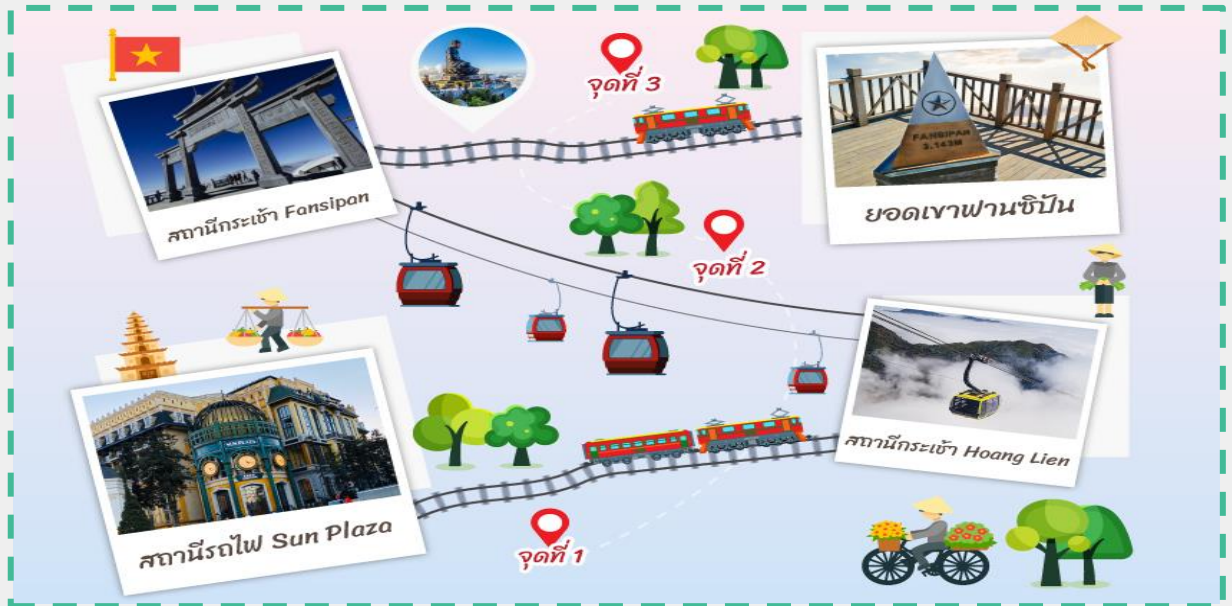 จุดที่ 3
FANSIPAN
3.143M
สถานีกระเช้า Fansipan
ยอดเขาฟานซิปัน
จุดที่ 2
SUN PLAZA
สถานีกระเช้า Hoang Lien
สถานีรถไฟ Sun Plaza
จุดที่ 1